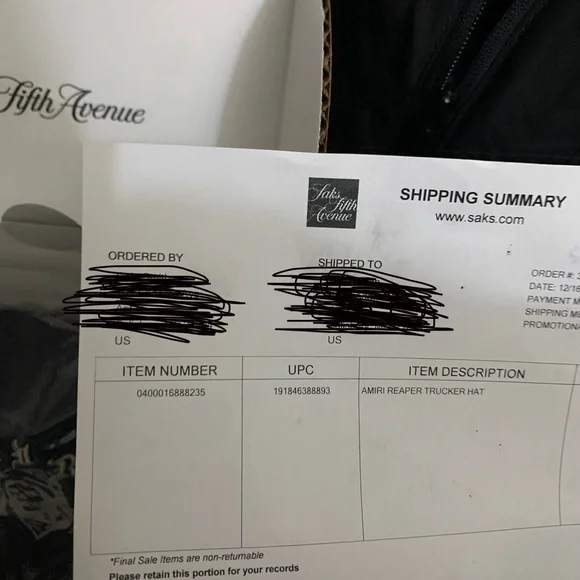 Fifth Avenue
Saks
fifth
Avenue
SHIPPING SUMMARY
www.saks.com
ORDERED BY
SHIPPED TO
ORDER #: 3
DATE: 12/16
PAYMENT M
SHIPPING ME
PROMOTIONA
US
US
ITEM NUMBER UPC ITEM DESCRIPTION
0400016888235 191846388893 AMIRI REAPER TRUCKER HAT
*Final Sale Items are non-returnable
Please retain this portion for your records